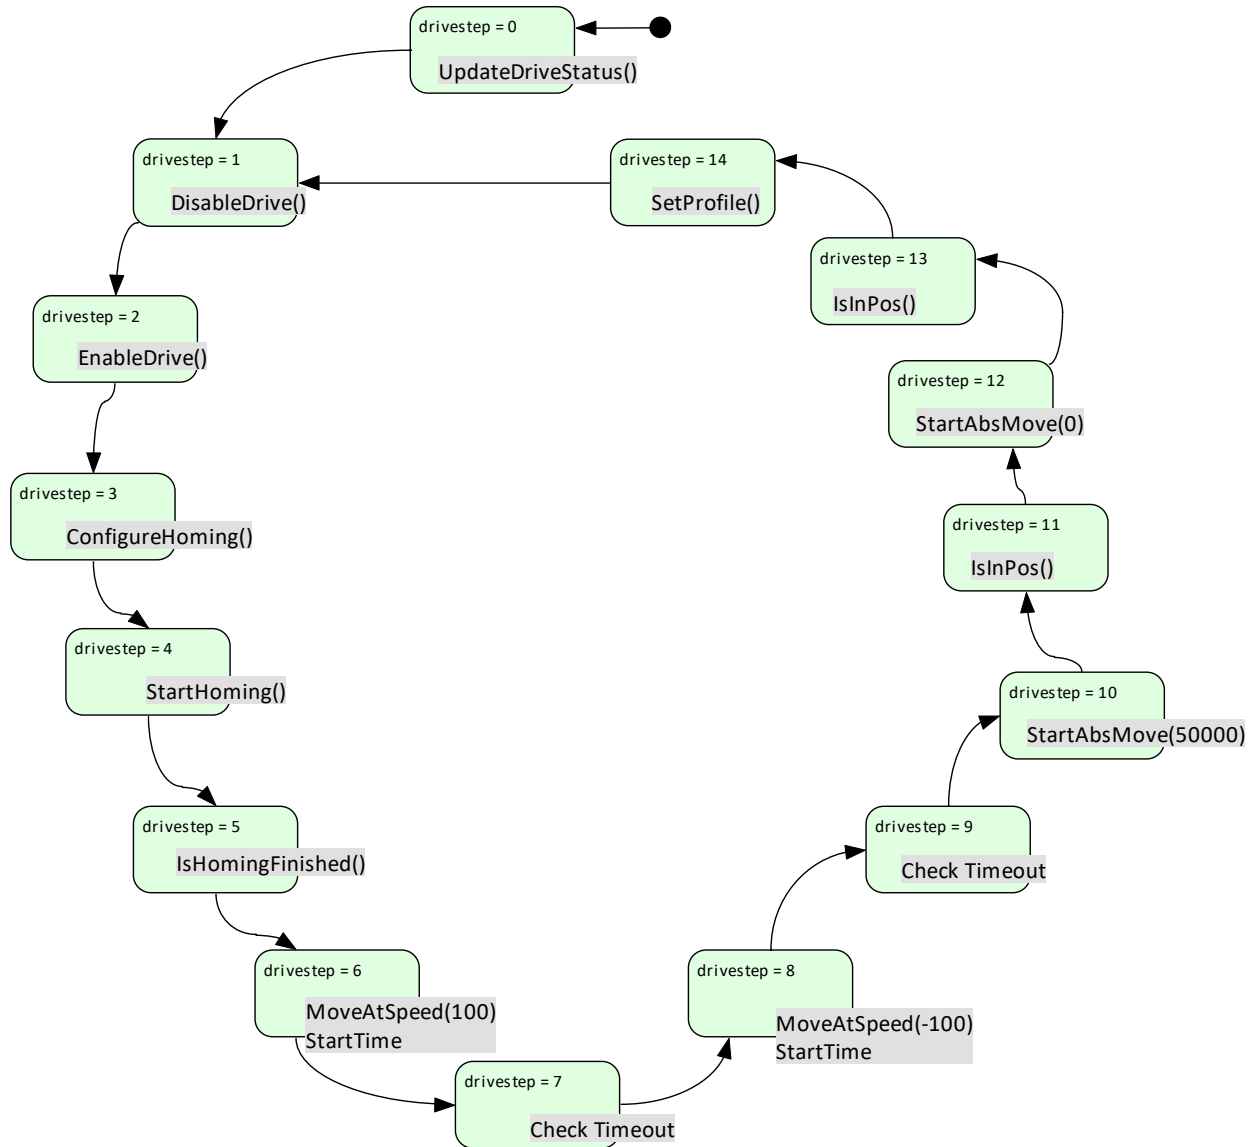 drivestep = 0
UpdateDriveStatus()
drivestep = 1
DisableDrive()
drivestep = 2
EnableDrive()
drivestep = 3
ConfigureHoming()
drivestep = 4
StartHoming()
drivestep = 5
IsHomingFinished()
drivestep = 6
MoveAtSpeed(100)
StartTime
drivestep = 7
Check Timeout
drivestep = 8
MoveAtSpeed(-100)
StartTime
drivestep = 9
Check Timeout
drivestep = 10
StartAbsMove(50000)
drivestep = 11
IsInPos()
drivestep = 12
StartAbsMove(0)
drivestep = 13
IsInPos()
drivestep = 14
SetProfile()